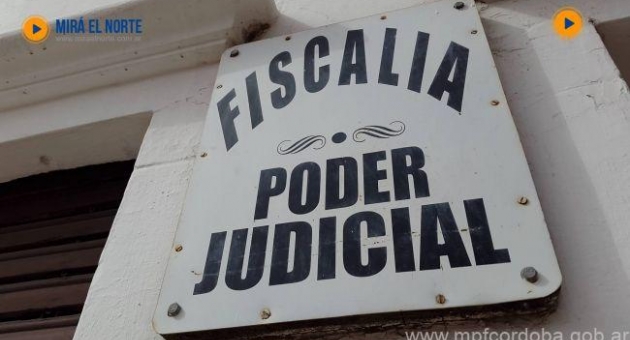 MIRÁ EL NORTE
FISCALIA
PODER
JUDICIAL
www.mpfcordoba.gob.ar